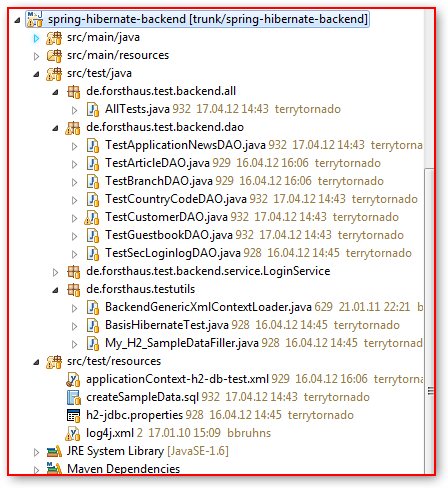 spring-hibernate-backend [trunk/spring-hibernate-backend]
src/main/java
src/main/resources
src/test/java
de.forsthaus.test.backend.all
AllTests.java 932 17.04.12 14:43 terrytornado
de.forsthaus.test.backend.dao
TestApplicationNewsDAO.java 932 17.04.12 14:43 terrytorna
TestArticleDAO.java 929 16.04.12 16:06 terrytornado
TestBranchDAO.java 929 16.04.12 16:06 terrytornado
TestCountryCodeDAO.java 932 17.04.12 14:43 terrytornado
TestCustomerDAO.java 932 17.04.12 14:43 terrytornado
TestGuestbookDAO.java 932 17.04.12 14:43 terrytornado
TestSecLoginlogDAO.java 928 16.04.12 14:45 terrytornado
de.forsthaus.test.backend.service.LoginService
de.forsthaus.testutils
BackendGenericXmlContextLoader.java 629 21.01.11 22:21 b
BasisHibernateTest.java 928 16.04.12 14:45 terrytornado
My_H2_SampleDataFiller.java 928 16.04.12 14:45 terrytornado
src/test/resources
applicationContext-h2-db-test.xml 929 16.04.12 16:06 terrytorn
createSampleData.sql 932 17.04.12 14:43 terrytornado
h2-jdbc.properties 928 16.04.12 14:45 terrytornado
log4j.xml 2 17.01.10 15:09 bbruhns
JRE System Library [JavaSE-1.6]
Maven Dependencies